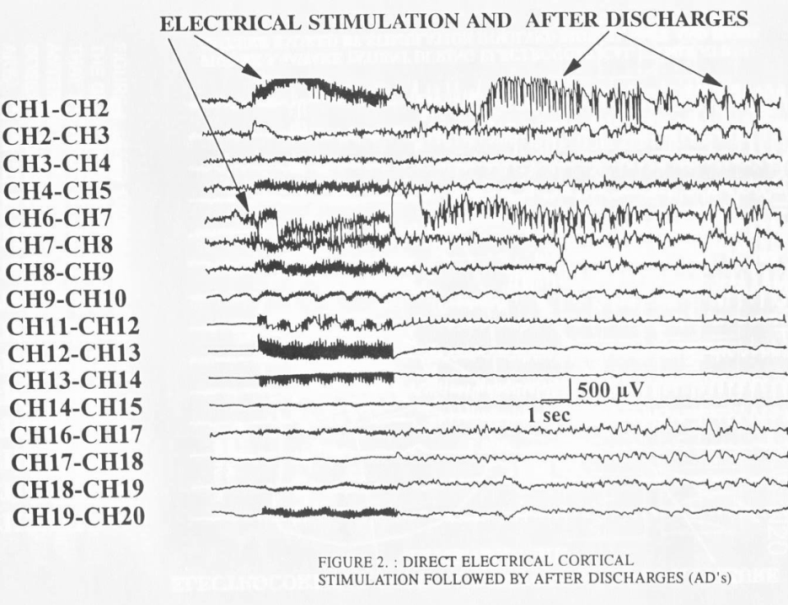 ELECTRICAL STIMULATION AND AFTER DISCHARGES
CH1-CH2
CH2-CH3
CH3-CH4
CH4-CH5
CH6-CH7
CH7-CH8
CH8-CH9
CH9-CH10
CH11-CH12
CH12-CH13
CH13-CH14
500 µV
CH14-CH15
1 sec
CH16-CH17
CH17-CH18
CH18-CH19
CH19-CH20
FIGURE 2. : DIRECT ELECTRICAL CORTICAL
STIMULATION FOLLOWED BY AFTER DISCHARGES (AD's)